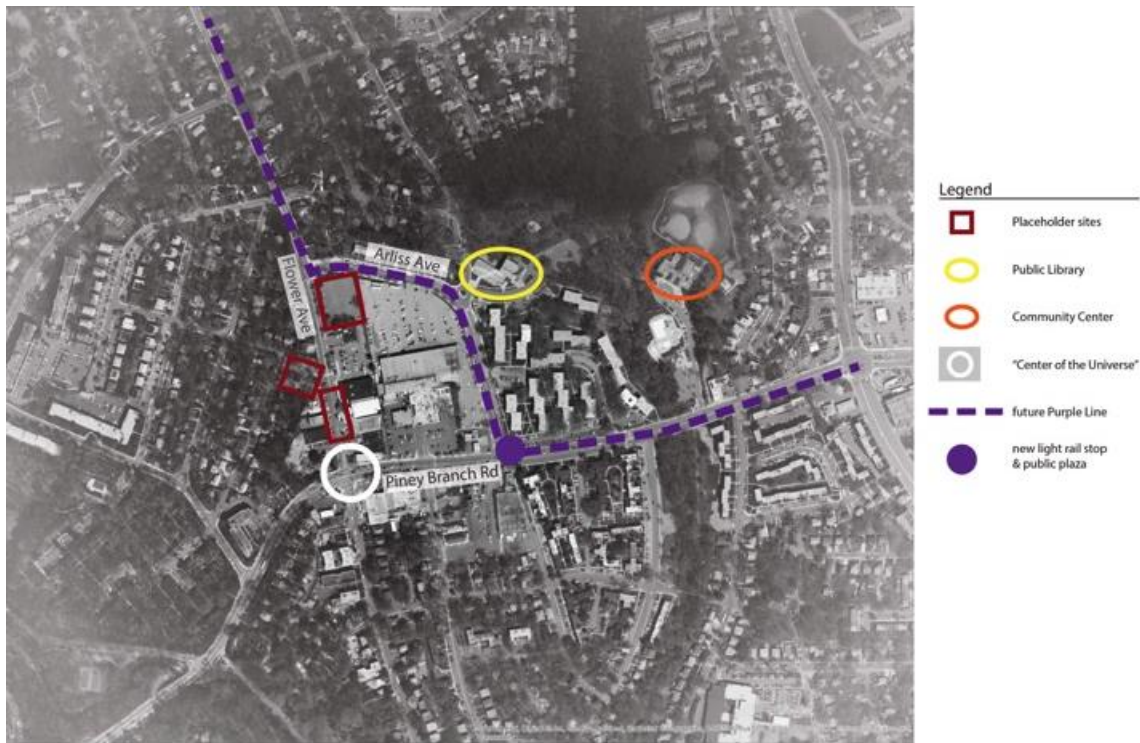 Arliss Ave
Flower Ave
Piney Branch Rd
Legend
Placeholder sites
Public Library
Community Center
"Center of the Universe"
future Purple Line
new light rail stop
& public plaza